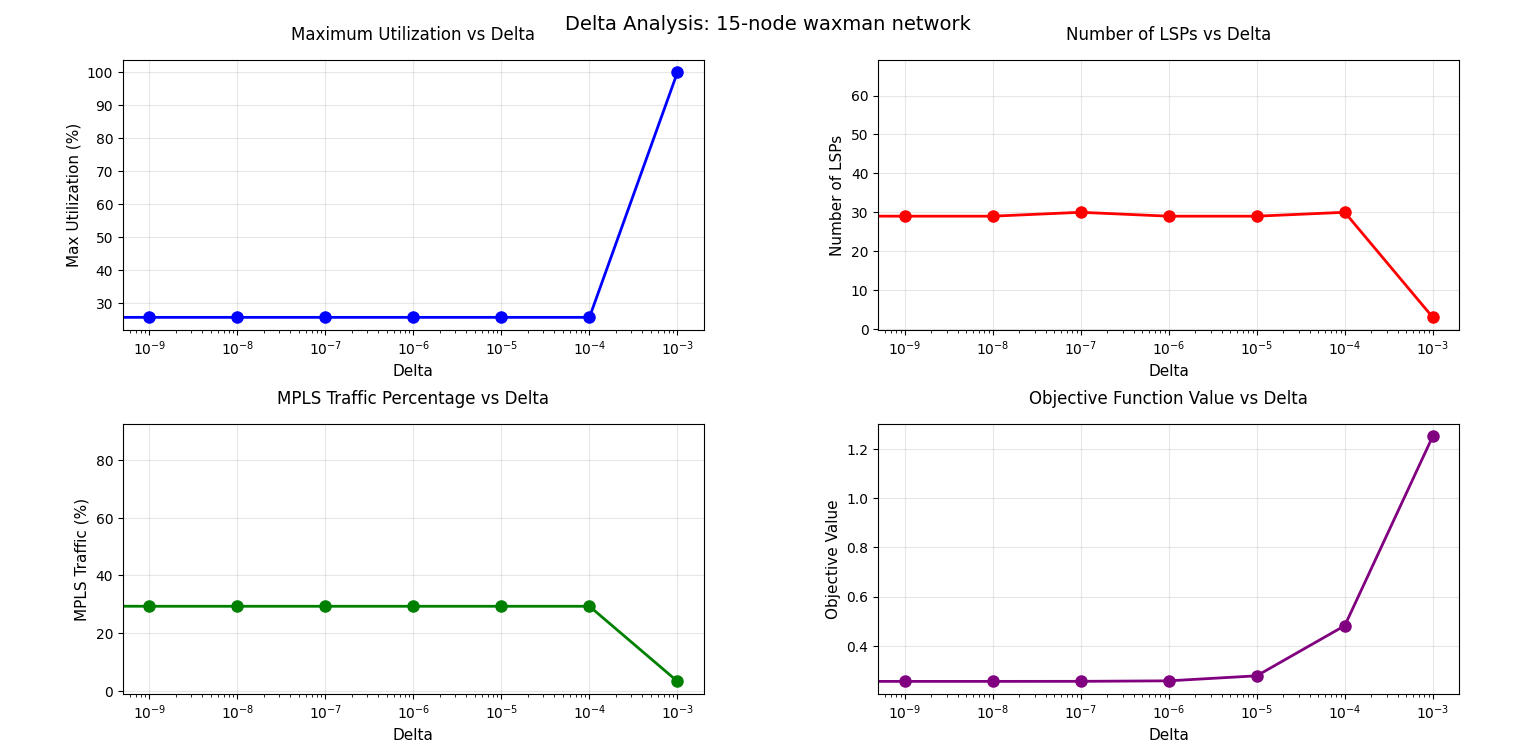 Delta Analysis: 15-node waxman network
Maximum Utilization vs Delta
Max Utilization (%)
100
90
80
70
60
50
40
30
10⁻⁹ 10⁻⁸ 10⁻⁷ 10⁻⁶ 10⁻⁵ 10⁻⁴ 10⁻³
Delta
Number of LSPs vs Delta
Number of LSPs
60
50
40
30
20
10
0
10⁻⁹ 10⁻⁸ 10⁻⁷ 10⁻⁶ 10⁻⁵ 10⁻⁴ 10⁻³
Delta
MPLS Traffic Percentage vs Delta
MPLS Traffic (%)
80
60
40
20
0
10⁻⁹ 10⁻⁸ 10⁻⁷ 10⁻⁶ 10⁻⁵ 10⁻⁴ 10⁻³
Delta
Objective Function Value vs Delta
Objective Value
1.2
1.0
0.8
0.6
0.4
10⁻⁹ 10⁻⁸ 10⁻⁷ 10⁻⁶ 10⁻⁵ 10⁻⁴ 10⁻³
Delta